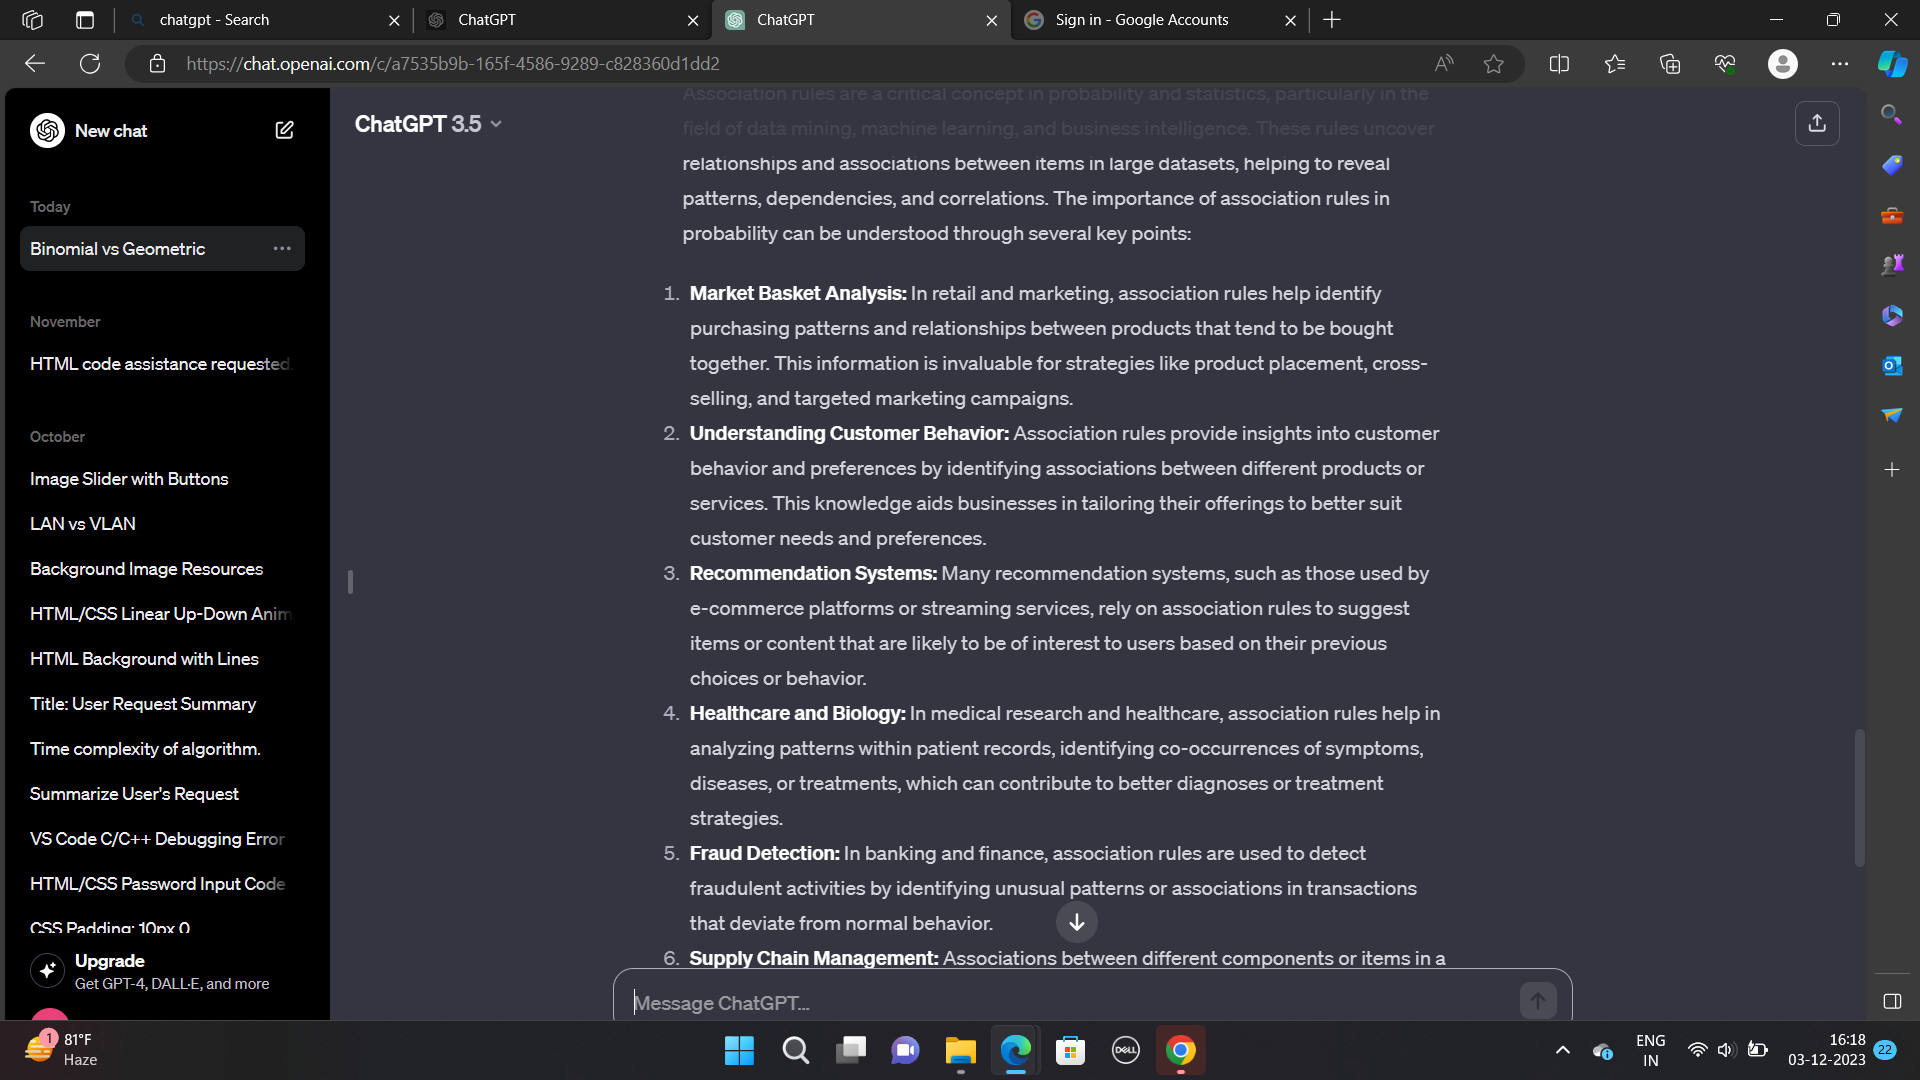 chatgpt - Search
ChatGPT
ChatGPT
Sign in - Google Accounts
https://chat.openai.com/c/a7535b9b-165f-4586-9289-c828360d1dd2
New chat
Today
Binomial vs Geometric
November
HTML code assistance requested.
October
Image Slider with Buttons
LAN vs VLAN
Background Image Resources
HTML/CSS Linear Up-Down Anim
HTML Background with Lines
Title: User Request Summary
Time complexity of algorithm.
Summarize User's Request
VS Code C/C++ Debugging Error
HTML/CSS Password Input Code
CSS Padding: 10px 0
Upgrade
Get GPT-4, DALL·E, and more
ChatGPT 3.5
Association rules are a critical concept in probability and statistics, particularly in the
field of data mining, machine learning, and business intelligence. These rules uncover
relationships and associations between items in large datasets, helping to reveal
patterns, dependencies, and correlations. The importance of association rules in
probability can be understood through several key points:
1. Market Basket Analysis: In retail and marketing, association rules help identify
purchasing patterns and relationships between products that tend to be bought
together. This information is invaluable for strategies like product placement, cross-
selling, and targeted marketing campaigns.
2. Understanding Customer Behavior: Association rules provide insights into customer
behavior and preferences by identifying associations between different products or
services. This knowledge aids businesses in tailoring their offerings to better suit
customer needs and preferences.
3. Recommendation Systems: Many recommendation systems, such as those used by
e-commerce platforms or streaming services, rely on association rules to suggest
items or content that are likely to be of interest to users based on their previous
choices or behavior.
4. Healthcare and Biology: In medical research and healthcare, association rules help in
analyzing patterns within patient records, identifying co-occurrences of symptoms,
diseases, or treatments, which can contribute to better diagnoses or treatment
strategies.
5. Fraud Detection: In banking and finance, association rules are used to detect
fraudulent activities by identifying unusual patterns or associations in transactions
that deviate from normal behavior.
6. Supply Chain Management: Associations between different components or items in a
Message ChatGPT...
1
81°F
Haze
DELL
ENG
IN
16:18
03-12-2023
22